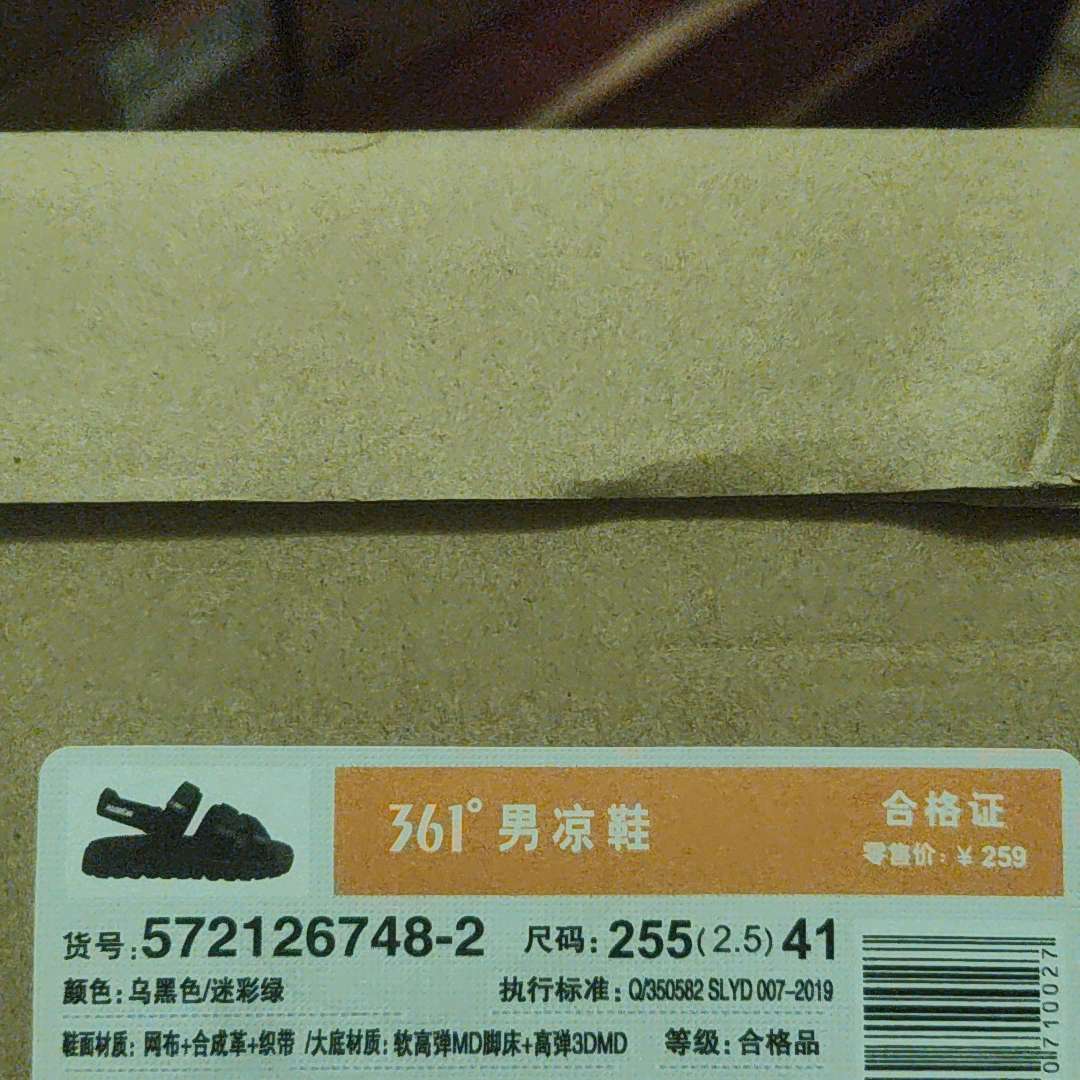 361° 男凉鞋
合格证
零售价: ¥ 259
货号:572126748-2 尺码: 255(2.5)41
颜色: 乌黑色/迷彩绿 执行标准: Q/350582 SLYD 007-2019
鞋面材质: 网布+合成革+织带 /大底材质: 软高弹MD脚床+高弹3DMD 等级: 合格品
0710027